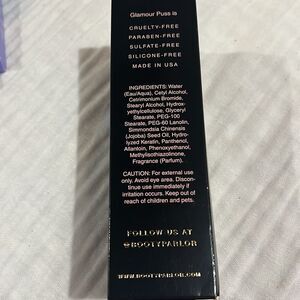 Glamour Puss is
CRUELTY-FREE
PARABEN-FREE
SULFATE-FREE
SILICONE-FREE
MADE IN USA
INGREDIENTS: Water
(Eau/Aqua), Cetyl Alcohol,
Cetrimonium Bromide,
Stearyl Alcohol, Hydrox-
yethylcellulose, Glyceryl
Stearate, PEG-100
Stearate, PEG-60 Lanolin,
Simmondsia Chinensis
(Jojoba) Seed Oil, Hydro-
lyzed Keratin, Panthenol,
Allantoin, Phenoxyethanol,
Methylisothiazolinone,
Fragrance (Parfum).
CAUTION: For external use
only. Avoid eye area. Discon-
tinue use immediately if
irritation occurs. Keep out of
reach of children and pets.
FOLLOW US AT
@BOOTYPARLOR
WWW.BOOTYPARLOR.COM